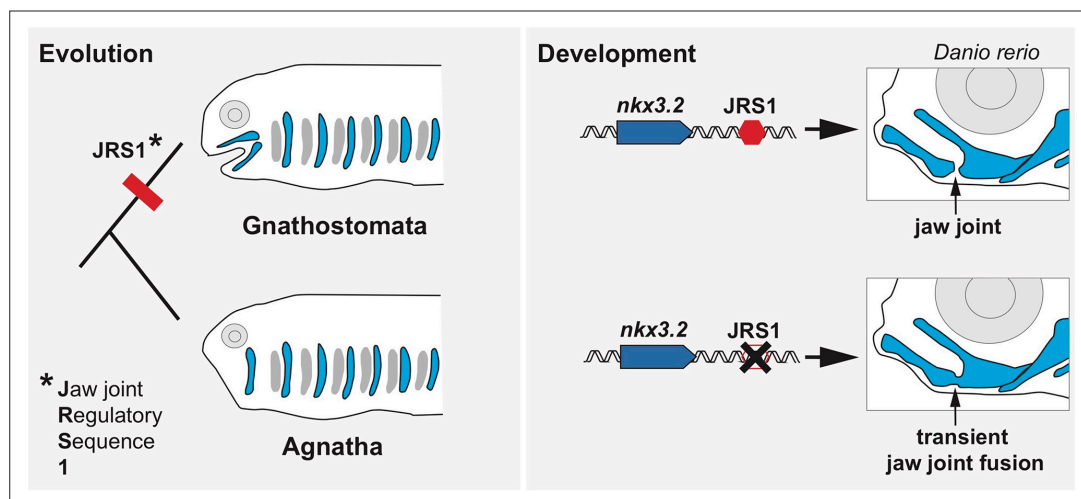 Evolution
JRS1*
Gnathostomata
Agnatha
* Jaw joint
Regulatory
Sequence
1
Development
Danio rerio
nkx3.2
JRS1
jaw joint
nkx3.2
JRS1
transient
jaw joint fusion